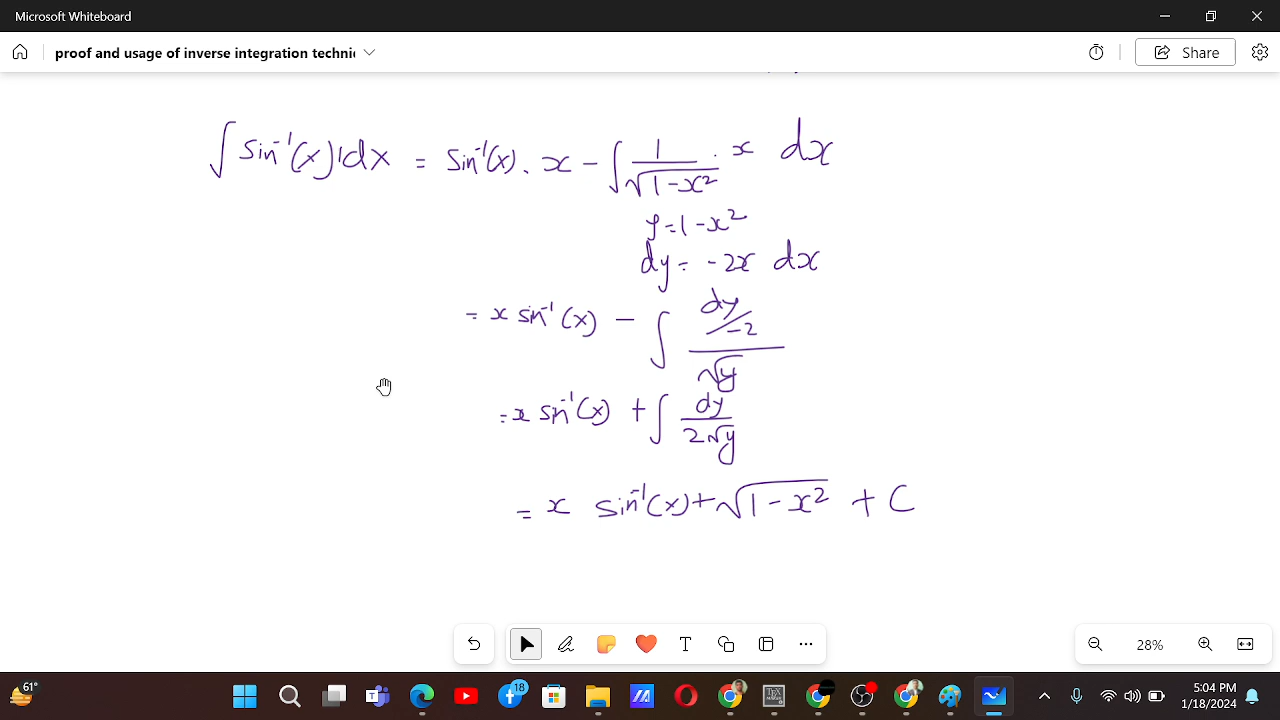 Microsoft Whiteboard
proof and usage of inverse integration techni
Share
∫ sin⁻¹(x) 1dx = sin⁻¹(x) · x − ∫ 1/√(1−x²) · x dx
y = 1 − x²
dy = −2x dx
= x sin⁻¹(x) − ∫ (dy/−2)/√y
= x sin⁻¹(x) + ∫ dy/(2√y)
= x sin⁻¹(x) + √(1−x²) + C
T
28%
61°
18
5:04 PM
1/28/2024